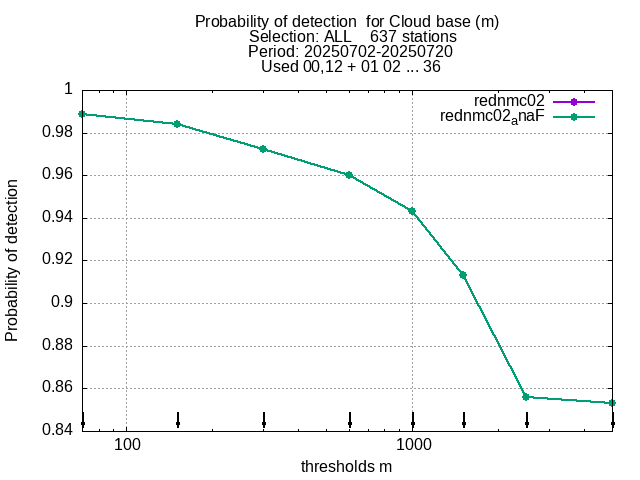 Probability of detection  for Cloud base (m)
Selection: ALL    637 stations
Period: 20250702-20250720
Used 00,12 + 01 02 ... 36
rednmc02
rednmc02anaF
Probability of detection
1
0.98
0.96
0.94
0.92
0.9
0.88
0.86
0.84
100
1000
thresholds m